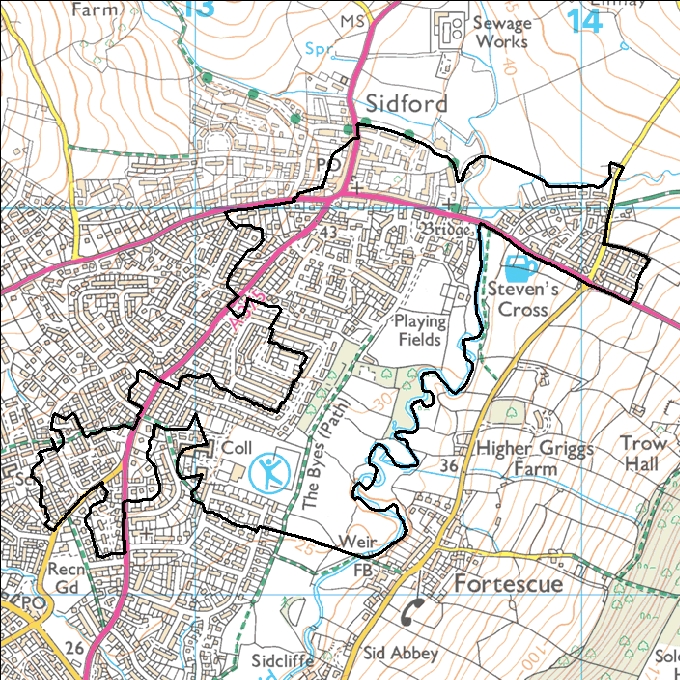 Farm
13
MS
Spr
Sewage
Works
14
40
Sidford
PO
43
Bridge
A3
Steven's
Cross
Playing
Fields
30
The Byes (Path)
Coll
36
Higher Griggs
Farm
Trow
Hall
25
Weir
FB
Recn
Gd
PO
Fortescue
26
Sidcliffe
Sid Abbey
100